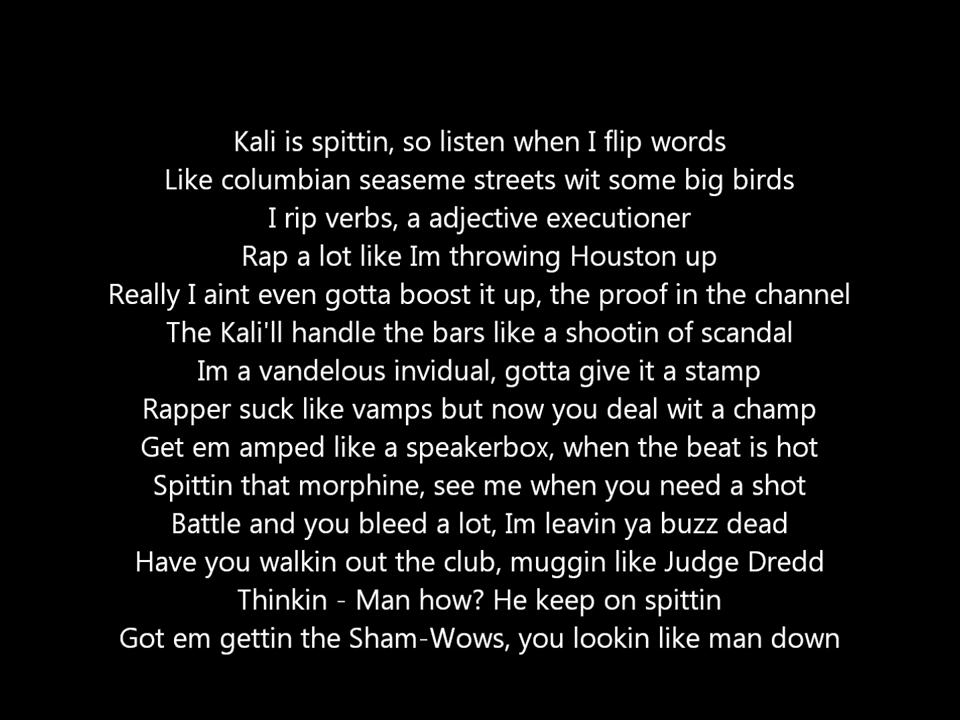 Kali is spittin, so listen when I flip words
Like columbian seaseme streets wit some big birds
I rip verbs, a adjective executioner
Rap a lot like Im throwing Houston up
Really I aint even gotta boost it up, the proof in the channel
The Kali'll handle the bars like a shootin of scandal
Im a vandelous invidual, gotta give it a stamp
Rapper suck like vamps but now you deal wit a champ
Get em amped like a speakerbox, when the beat is hot
Spittin that morphine, see me when you need a shot
Battle and you bleed a lot, Im leavin ya buzz dead
Have you walkin out the club, muggin like Judge Dredd
Thinkin - Man how? He keep on spittin
Got em gettin the Sham-Wows, you lookin like man down